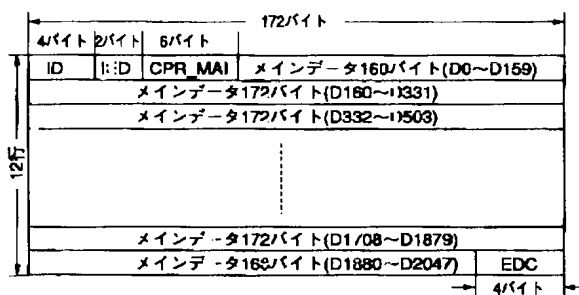 172バイト
4バイト 2バイト 6バイト
ID IED CPR_MAI メインデータ160バイト(D0～D159)
メインデータ172バイト(D160～D331)
メインデータ172バイト(D332～D503)
12行
メインデータ172バイト(D1708～D1879)
メインデータ168バイト(D1880～D2047) EDC
4バイト